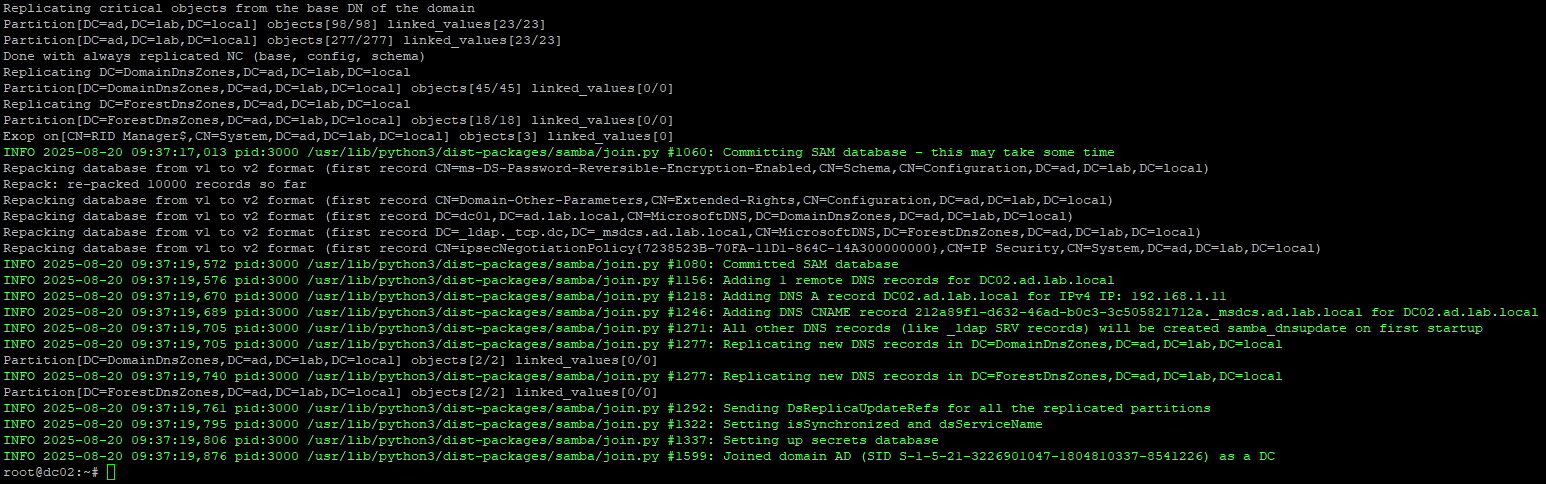 Replicating critical objects from the base DN of the domain
Partition[DC=ad,DC=lab,DC=local] objects[98/98] linked_values[23/23]
Partition[DC=ad,DC=lab,DC=local] objects[277/277] linked_values[23/23]
Done with always replicated NC (base, config, schema)
Replicating DC=DomainDnsZones,DC=ad,DC=lab,DC=local
Partition[DC=DomainDnsZones,DC=ad,DC=lab,DC=local] objects[45/45] linked_values[0/0]
Replicating DC=ForestDnsZones,DC=ad,DC=lab,DC=local
Partition[DC=ForestDnsZones,DC=ad,DC=lab,DC=local] objects[18/18] linked_values[0/0]
Exop on[CN=RID Manager$,CN=System,DC=ad,DC=lab,DC=local] objects[3] linked_values[0]
INFO 2025-08-20 09:37:17,013 pid:3000 /usr/lib/python3/dist-packages/samba/join.py #1060: Committing SAM database - this may take some time
Repacking database from v1 to v2 format (first record CN=ms-DS-Password-Reversible-Encryption-Enabled,CN=Schema,CN=Configuration,DC=ad,DC=lab,DC=local)
Repack: re-packed 10000 records so far
Repacking database from v1 to v2 format (first record CN=Domain-Other-Parameters,CN=Extended-Rights,CN=Configuration,DC=ad,DC=lab,DC=local)
Repacking database from v1 to v2 format (first record DC=dc01,DC=ad.lab.local,CN=MicrosoftDNS,DC=DomainDnsZones,DC=ad,DC=lab,DC=local)
Repacking database from v1 to v2 format (first record DC=_ldap._tcp.dc,DC=_msdcs.ad.lab.local,CN=MicrosoftDNS,DC=ForestDnsZones,DC=ad,DC=lab,DC=local)
Repacking database from v1 to v2 format (first record CN=ipsecNegotiationPolicy{7238523B-70FA-11D1-864C-14A300000000},CN=IP Security,CN=System,DC=ad,DC=lab,DC=local)
INFO 2025-08-20 09:37:19,572 pid:3000 /usr/lib/python3/dist-packages/samba/join.py #1080: Committed SAM database
INFO 2025-08-20 09:37:19,576 pid:3000 /usr/lib/python3/dist-packages/samba/join.py #1156: Adding 1 remote DNS records for DC02.ad.lab.local
INFO 2025-08-20 09:37:19,670 pid:3000 /usr/lib/python3/dist-packages/samba/join.py #1218: Adding DNS A record DC02.ad.lab.local for IPv4 IP: 192.168.1.11
INFO 2025-08-20 09:37:19,689 pid:3000 /usr/lib/python3/dist-packages/samba/join.py #1246: Adding DNS CNAME record 212a89f1-d632-46ad-b0c3-3c505821712a._msdcs.ad.lab.local for DC02.ad.lab.local
INFO 2025-08-20 09:37:19,705 pid:3000 /usr/lib/python3/dist-packages/samba/join.py #1271: All other DNS records (like _ldap SRV records) will be created samba_dnsupdate on first startup
INFO 2025-08-20 09:37:19,705 pid:3000 /usr/lib/python3/dist-packages/samba/join.py #1277: Replicating new DNS records in DC=DomainDnsZones,DC=ad,DC=lab,DC=local
Partition[DC=DomainDnsZones,DC=ad,DC=lab,DC=local] objects[2/2] linked_values[0/0]
INFO 2025-08-20 09:37:19,740 pid:3000 /usr/lib/python3/dist-packages/samba/join.py #1277: Replicating new DNS records in DC=ForestDnsZones,DC=ad,DC=lab,DC=local
Partition[DC=ForestDnsZones,DC=ad,DC=lab,DC=local] objects[2/2] linked_values[0/0]
INFO 2025-08-20 09:37:19,761 pid:3000 /usr/lib/python3/dist-packages/samba/join.py #1292: Sending DsReplicaUpdateRefs for all the replicated partitions
INFO 2025-08-20 09:37:19,795 pid:3000 /usr/lib/python3/dist-packages/samba/join.py #1322: Setting isSynchronized and dsServiceName
INFO 2025-08-20 09:37:19,806 pid:3000 /usr/lib/python3/dist-packages/samba/join.py #1337: Setting up secrets database
INFO 2025-08-20 09:37:19,876 pid:3000 /usr/lib/python3/dist-packages/samba/join.py #1599: Joined domain AD (SID S-1-5-21-3226901047-1804810337-8541226) as a DC
root@dc02:~#